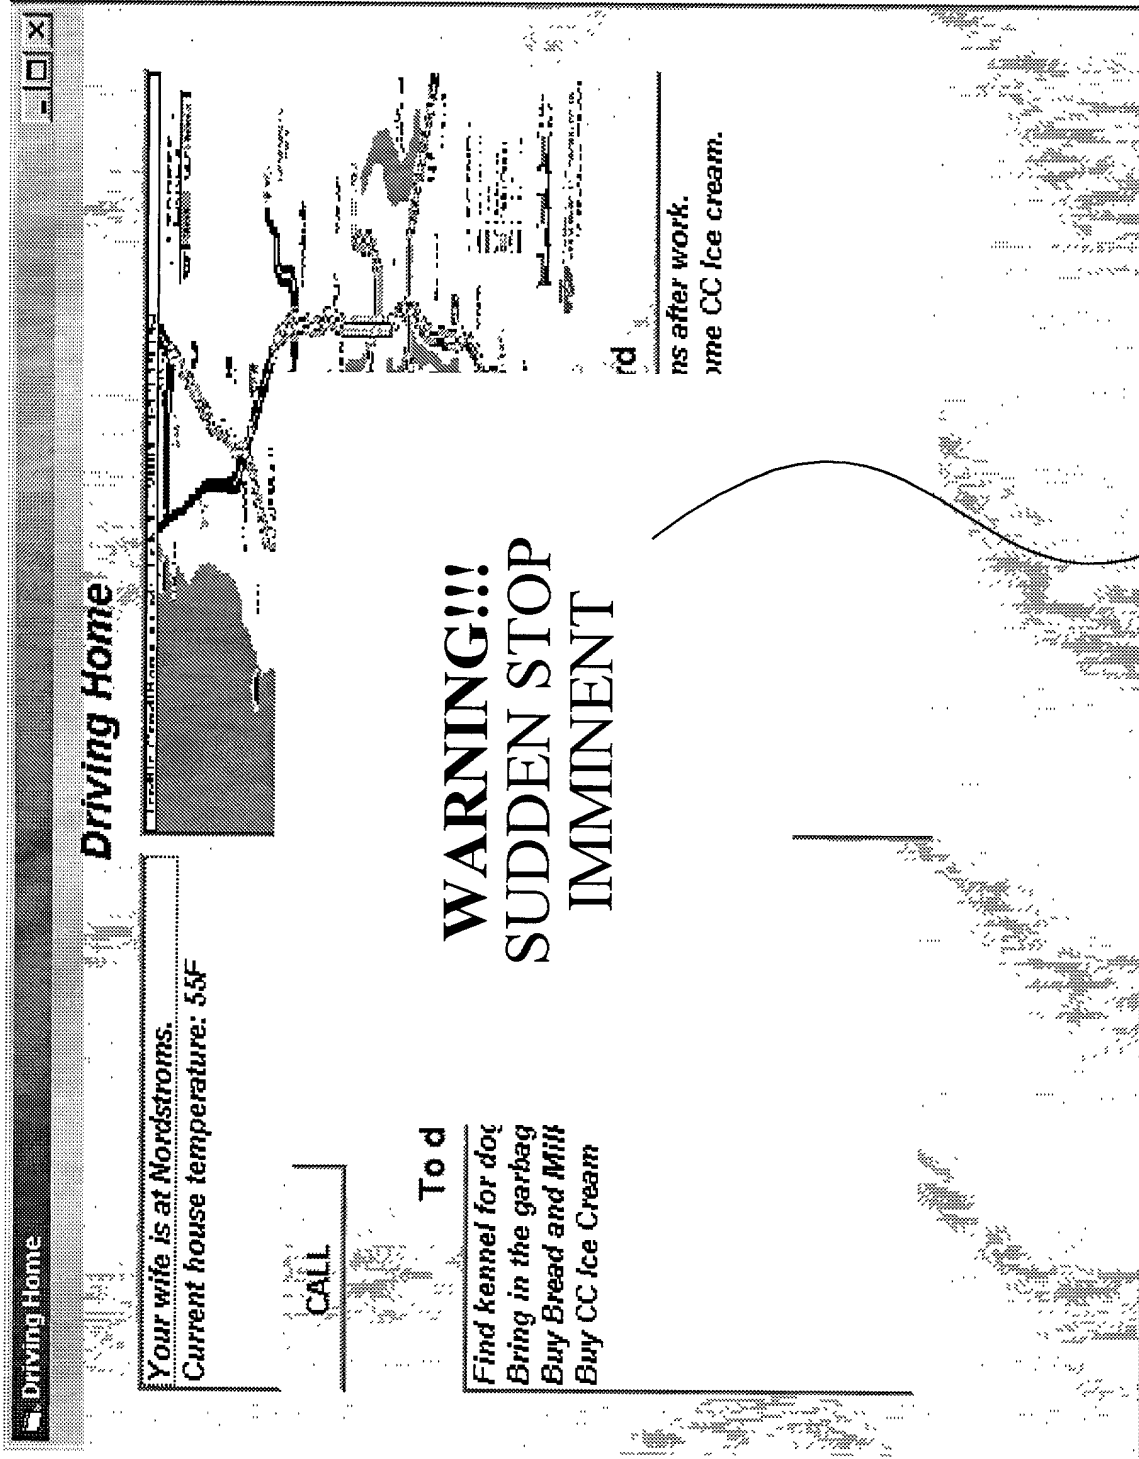 Driving Home
Driving Home
Your wife is at Nordstroms.
Current house temperature: 55F
CALL
WARNING!!!
SUDDEN STOP
IMMINENT
To d
Find kennel for dog
Bring in the garbag
Buy Bread and Milk
Buy CC Ice Cream
rd
ns after work.
ome CC Ice cream.